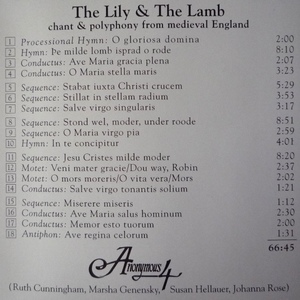 The Lily & The Lamb
chant & polyphony from medieval England
1 Processional Hymn: O gloriosa domina 2:00
2 Hymn: Þe milde lomb isprad o rode 8:10
3 Conductus: Ave Maria gracia plena 2:07
4 Conductus: O Maria stella maris 3:23
5 Sequence: Stabat iuxta Christi crucem 5:29
6 Sequence: Stillat in stellam radium 3:53
7 Sequence: Salve virgo singularis 3:17
8 Sequence: Stond wel, moder, under roode 8:51
9 Sequence: O Maria virgo pia 2:59
10 Hymn: In te concipitur 4:01
11 Sequence: Jesu Cristes milde moder 8:20
12 Motet: Veni mater gracie/Dou way, Robin 2:37
13 Motet: O mors moreris/O vita vera/Mors 2:02
14 Conductus: Salve virgo tonantis solium 1:21
15 Sequence: Miserere miseris 1:12
16 Conductus: Ave Maria salus hominum 2:30
17 Conductus: Memor esto tuorum 2:00
18 Antiphon: Ave regina celorum 1:31
66:45
Anonymous 4
(Ruth Cunningham, Marsha Genensky, Susan Hellauer, Johanna Rose)